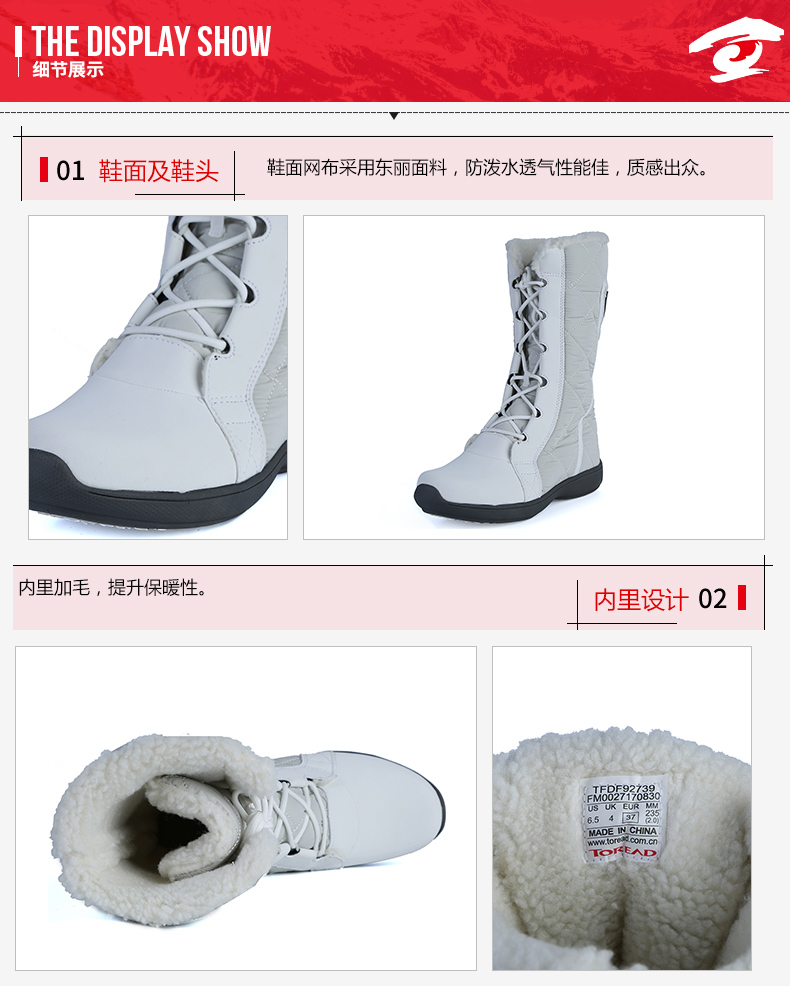 THE DISPLAY SHOW
细节展示
01 鞋面及鞋头
鞋面网布采用东丽面料，防泼水透气性能佳，质感出众。
内里加毛，提升保暖性。
内里设计 02
TFDF92739
FM0027170830
US UK EUR MM
6.5 4 37 235
(2.0)
MADE IN CHINA
www.toread.com.cn
TOREAD